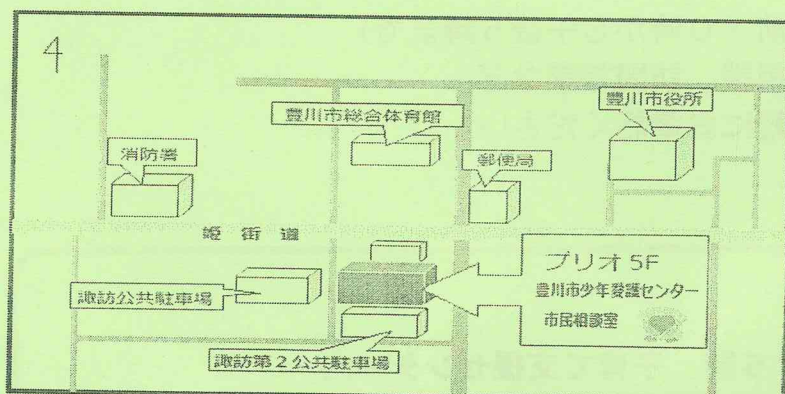 4
豊川市総合体育館
豊川市役所
消防署
郵便局
姫街道
プリオ 5F
豊川市少年愛護センター
市民相談室
諏訪公共駐車場
諏訪第2公共駐車場